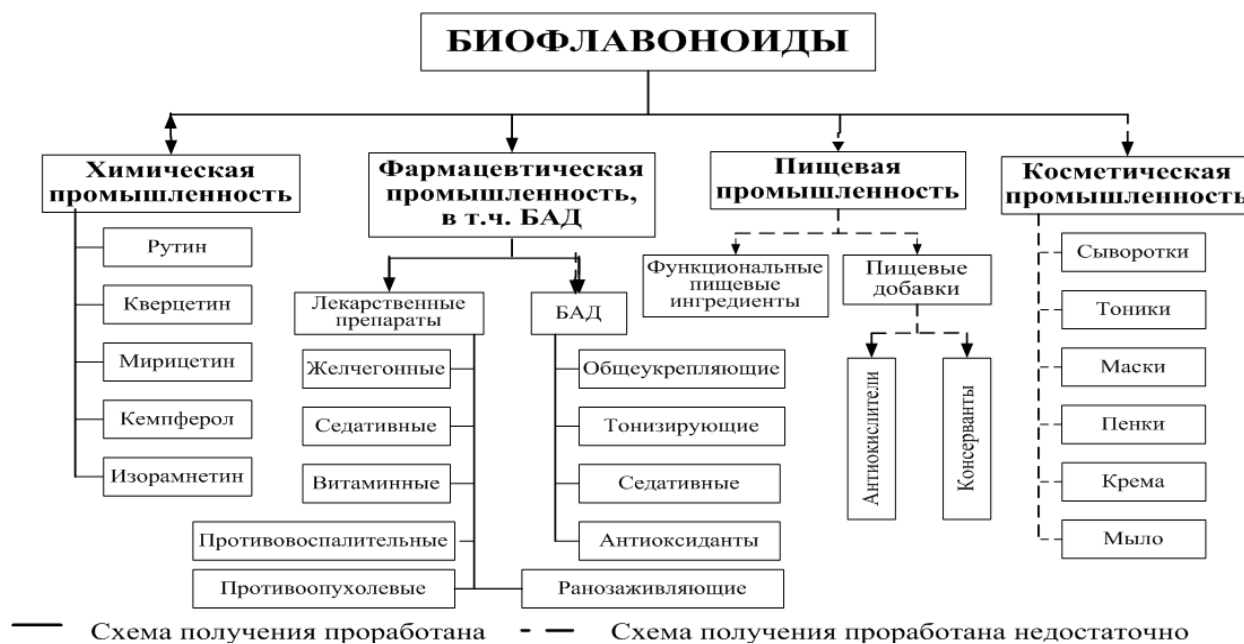 БИОФЛАВОНОИДЫ
Химическая
промышленность
Рутин
Кверцетин
Мирицетин
Кемпферол
Изорамнетин
Фармацевтическая
промышленность,
в т.ч. БАД
Лекарственные
препараты
Желчегонные
Седативные
Витаминные
Противовоспалительные
Противоопухолевые
Ранозаживляющие
БАД
Общеукрепляющие
Тонизирующие
Седативные
Антиоксиданты
Пищевая
промышленность
Функциональные
пищевые
ингредиенты
Пищевые
добавки
Антиокислители
Консерванты
Косметическая
промышленность
Сыворотки
Тоники
Маски
Пенки
Крема
Мыло
Схема получения проработана
Схема получения проработана недостаточно